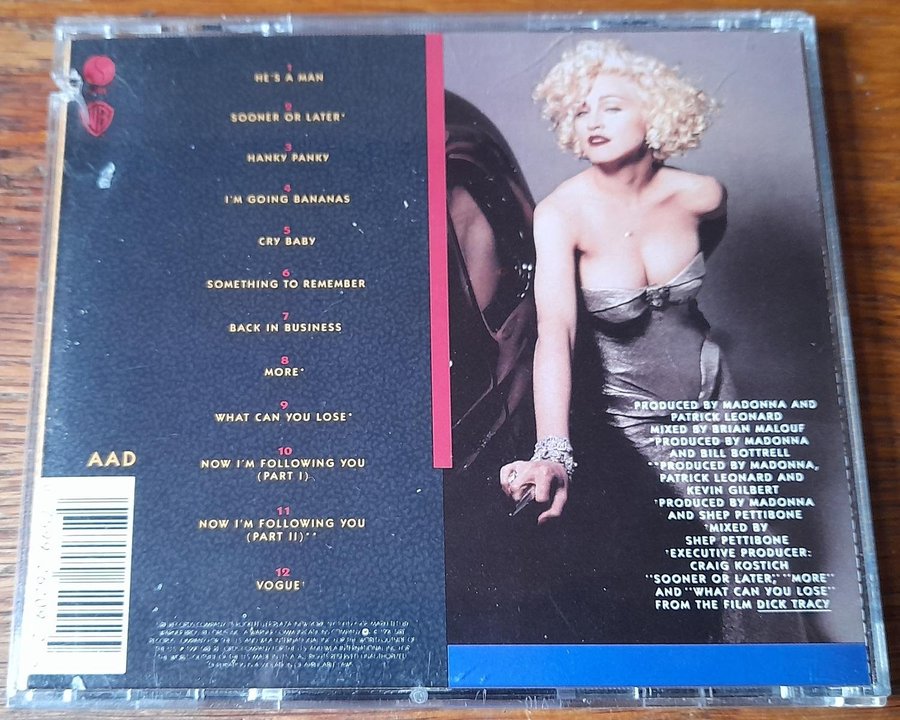 1
HE'S A MAN
2
SOONER OR LATER*
3
HANKY PANKY
4
I'M GOING BANANAS
5
CRY BABY
6
SOMETHING TO REMEMBER
7
BACK IN BUSINESS
8
MORE*
9
WHAT CAN YOU LOSE*
10
NOW I'M FOLLOWING YOU
(PART I)
11
NOW I'M FOLLOWING YOU
(PART II)**
12
VOGUE†
AAD
PRODUCED BY MADONNA AND
PATRICK LEONARD
MIXED BY BRIAN MALOUF
*PRODUCED BY MADONNA
AND BILL BOTTRELL
**PRODUCED BY MADONNA,
PATRICK LEONARD AND
KEVIN GILBERT
†PRODUCED BY MADONNA
AND SHEP PETTIBONE
†MIXED BY
SHEP PETTIBONE
†EXECUTIVE PRODUCER:
CRAIG KOSTICH
"SOONER OR LATER," "MORE"
AND "WHAT CAN YOU LOSE"
FROM THE FILM DICK TRACY